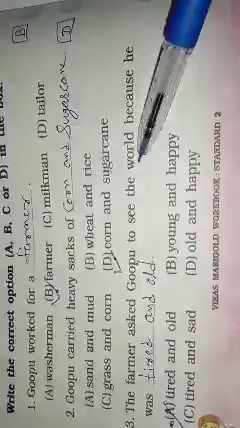 Write the correct option (A, B, C or D) in the box.
1. Goopu worked for a farmer. B
(A) washerman (B) farmer (C) milkman (D) tailor
2. Goopu carried heavy sacks of Corn and Sugarcane D
(A) sand and mud (B) wheat and rice
(C) grass and corn (D) corn and sugarcane
3. The farmer asked Goopu to see the world because he
was tired and old.
(A) tired and old (B) young and happy
(C) tired and sad (D) old and happy
VIKAS MARIGOLD WORKBOOK : STANDARD 2